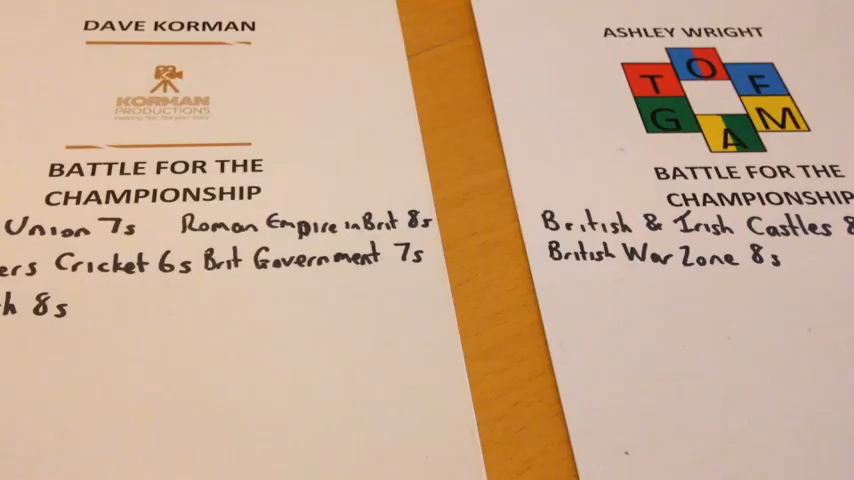 DAVE KORMAN
KORMAN
PRODUCTIONS
BATTLE FOR THE
CHAMPIONSHIP
Union 7s Roman Empire in Brit 8s
ers Cricket 6s Brit Government 7s
h 8s
ASHLEY WRIGHT
T O F
G A M
BATTLE FOR THE
CHAMPIONSHIP
British & Irish Castles 8
British War Zone 8s